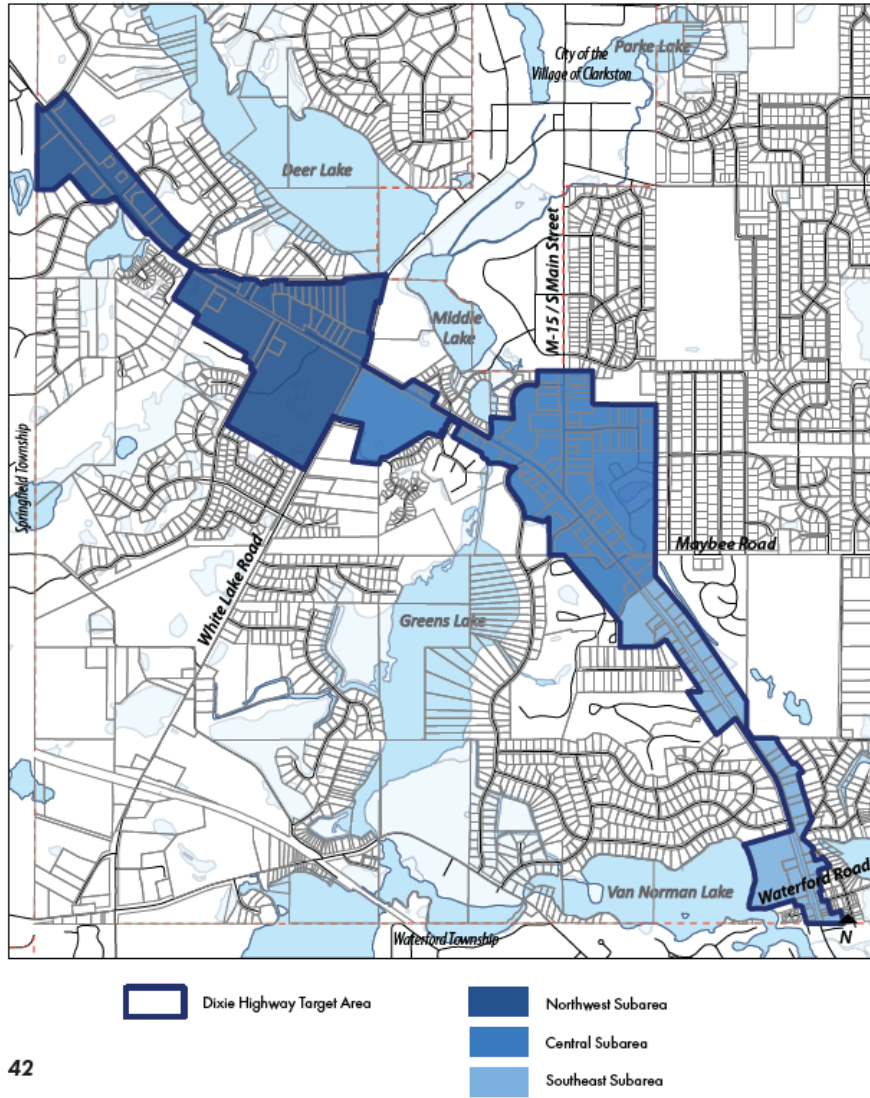 Parke Lake
City of the
Village of Clarkston
Deer Lake
M-15 / S Main Street
Middle
Lake
Springfield Township
White Lake Road
Maybee Road
Greens Lake
Van Norman Lake
Waterford Road
Waterford Township
N
Dixie Highway Target Area
Northwest Subarea
Central Subarea
Southeast Subarea
42